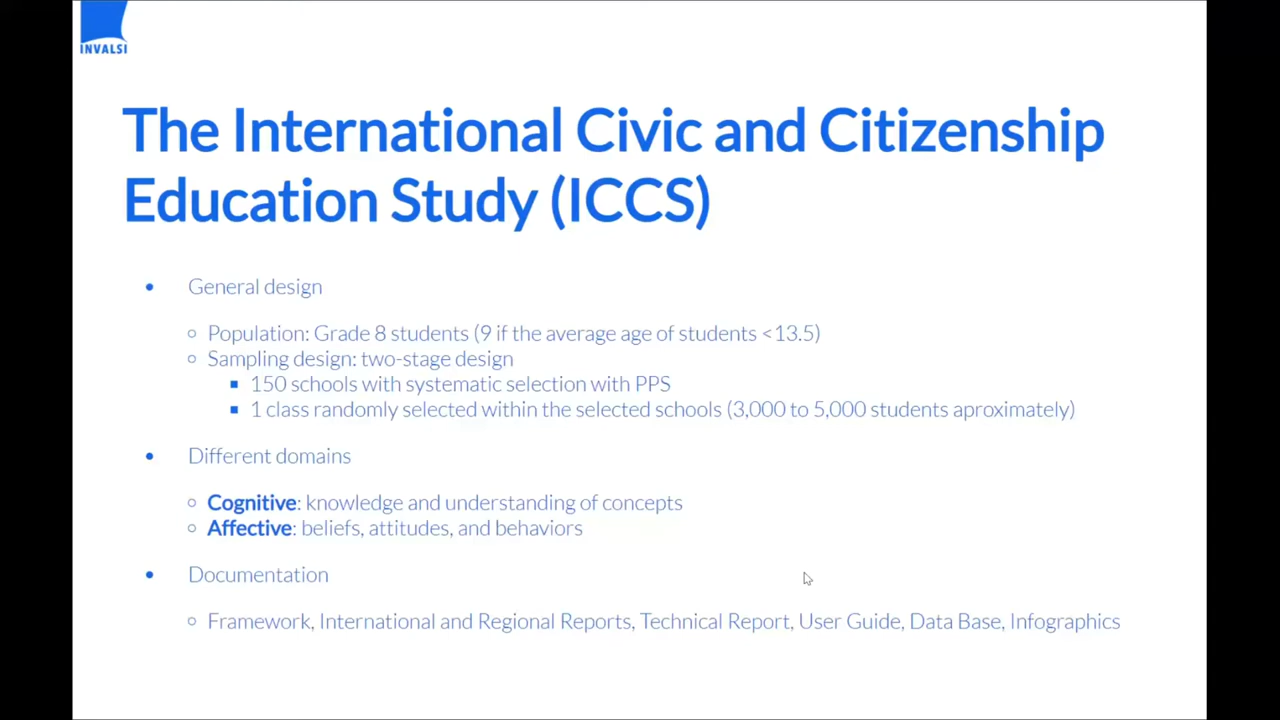 INVALSI
The International Civic and Citizenship
Education Study (ICCS)
• General design
○ Population: Grade 8 students (9 if the average age of students <13.5)
○ Sampling design: two-stage design
▪ 150 schools with systematic selection with PPS
▪ 1 class randomly selected within the selected schools (3,000 to 5,000 students aproximately)
• Different domains
○ Cognitive: knowledge and understanding of concepts
○ Affective: beliefs, attitudes, and behaviors
• Documentation
○ Framework, International and Regional Reports, Technical Report, User Guide, Data Base, Infographics